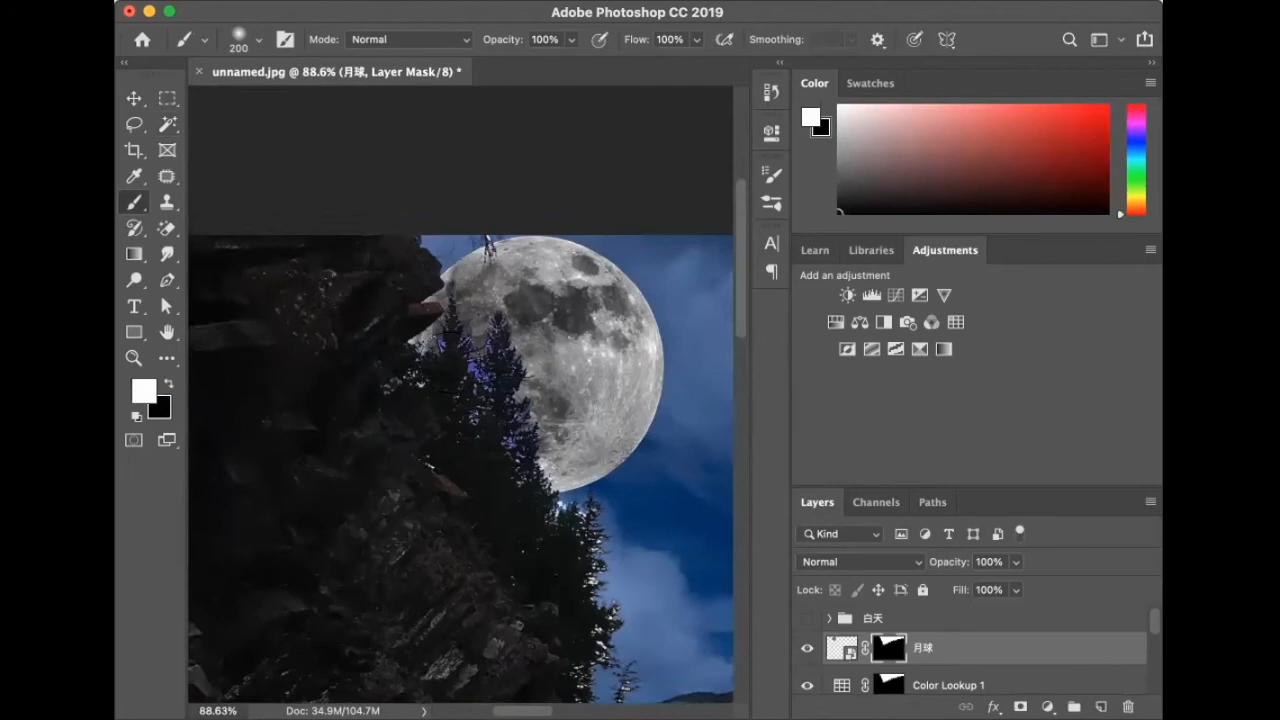 Adobe Photoshop CC 2019
200
Mode: Normal
Opacity: 100%
Flow: 100%
Smoothing:
unnamed.jpg @ 88.6% (月球, Layer Mask/8) *
Color
Swatches
Learn
Libraries
Adjustments
Add an adjustment
Layers
Channels
Paths
Kind
Normal
Opacity: 100%
Lock:
Fill: 100%
白天
月球
Color Lookup 1
88.63%
Doc: 34.9M/104.7M